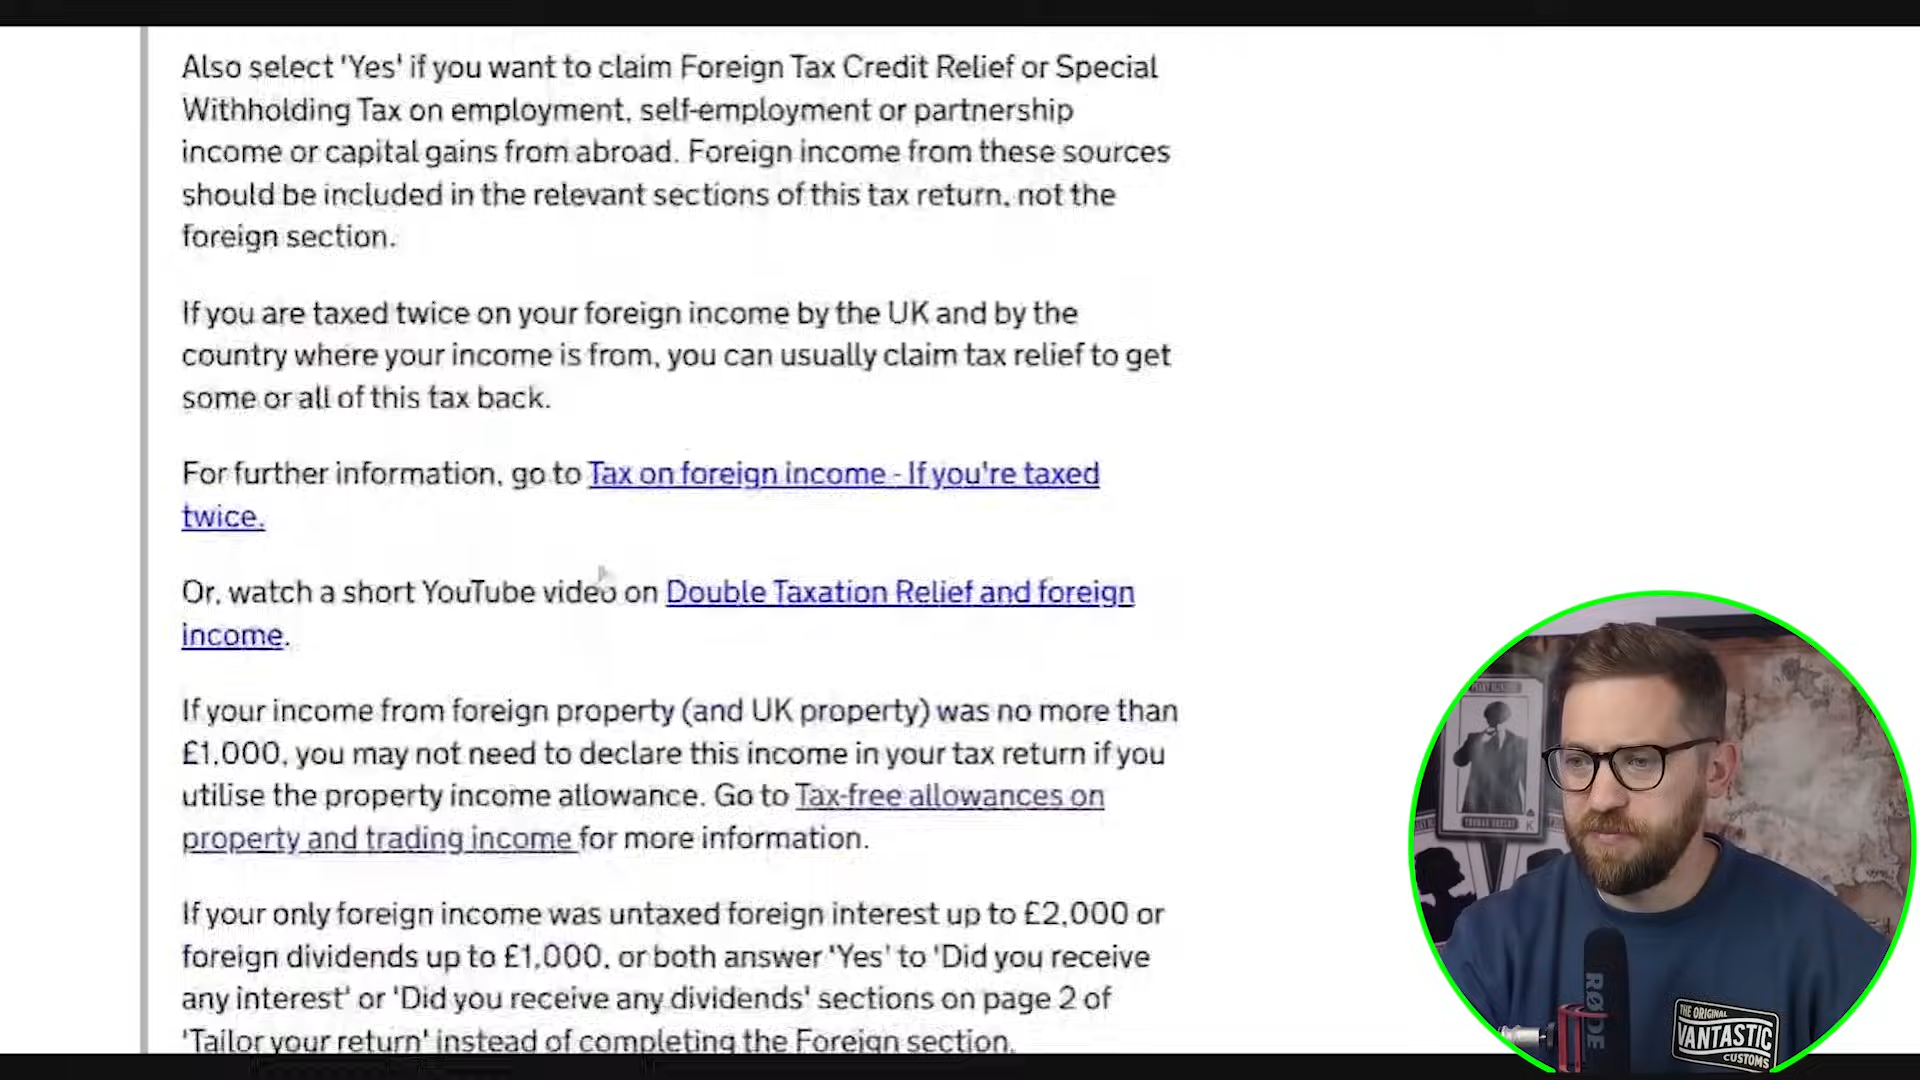 Also select 'Yes' if you want to claim Foreign Tax Credit Relief or Special
Withholding Tax on employment, self-employment or partnership
income or capital gains from abroad. Foreign income from these sources
should be included in the relevant sections of this tax return, not the
foreign section.
If you are taxed twice on your foreign income by the UK and by the
country where your income is from, you can usually claim tax relief to get
some or all of this tax back.
For further information, go to Tax on foreign income - If you're taxed
twice.
Or, watch a short YouTube video on Double Taxation Relief and foreign
income.
If your income from foreign property (and UK property) was no more than
£1,000, you may not need to declare this income in your tax return if you
utilise the property income allowance. Go to Tax-free allowances on
property and trading income for more information.
If your only foreign income was untaxed foreign interest up to £2,000 or
foreign dividends up to £1,000, or both answer 'Yes' to 'Did you receive
any interest' or 'Did you receive any dividends' sections on page 2 of
'Tailor your return' instead of completing the Foreign section.
K
RØDE
THE ORIGINAL
VANTASTIC
CUSTOMS